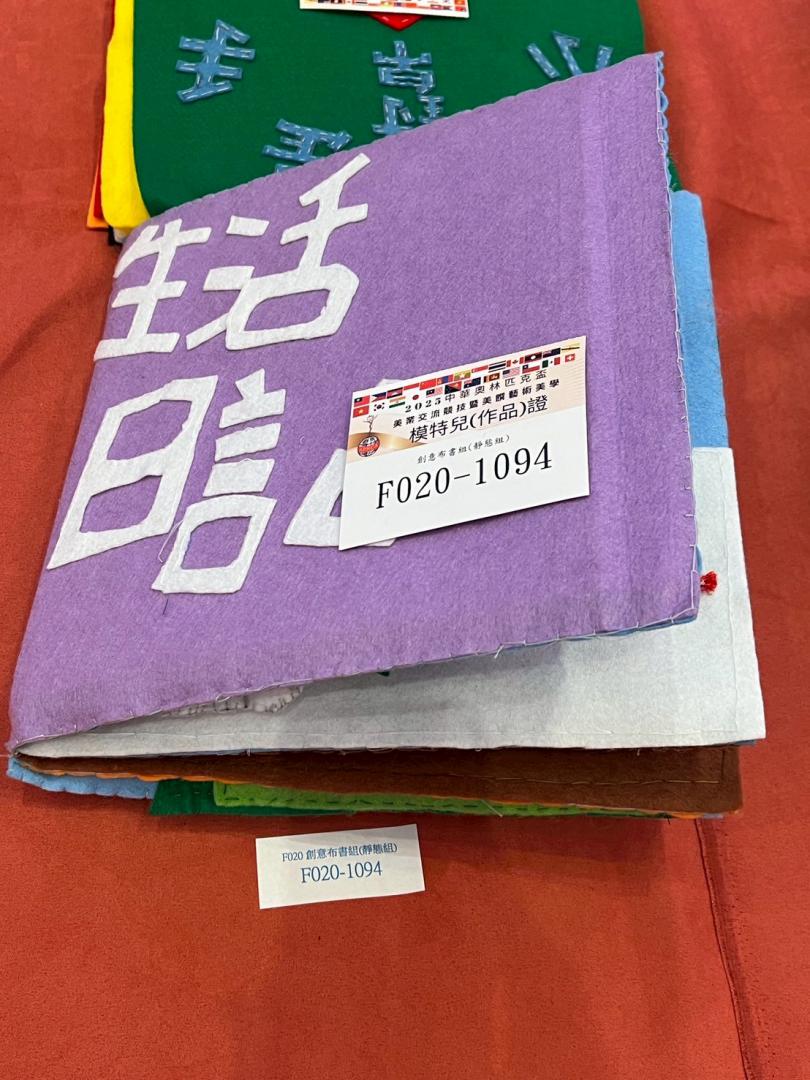 生活
日
2025中華奧林匹克盃
美業交流競技暨美饌藝術美學
模特兒(作品)證
創意布書組(靜態組)
F020-1094
F020 創意布書組(靜態組)
F020-1094